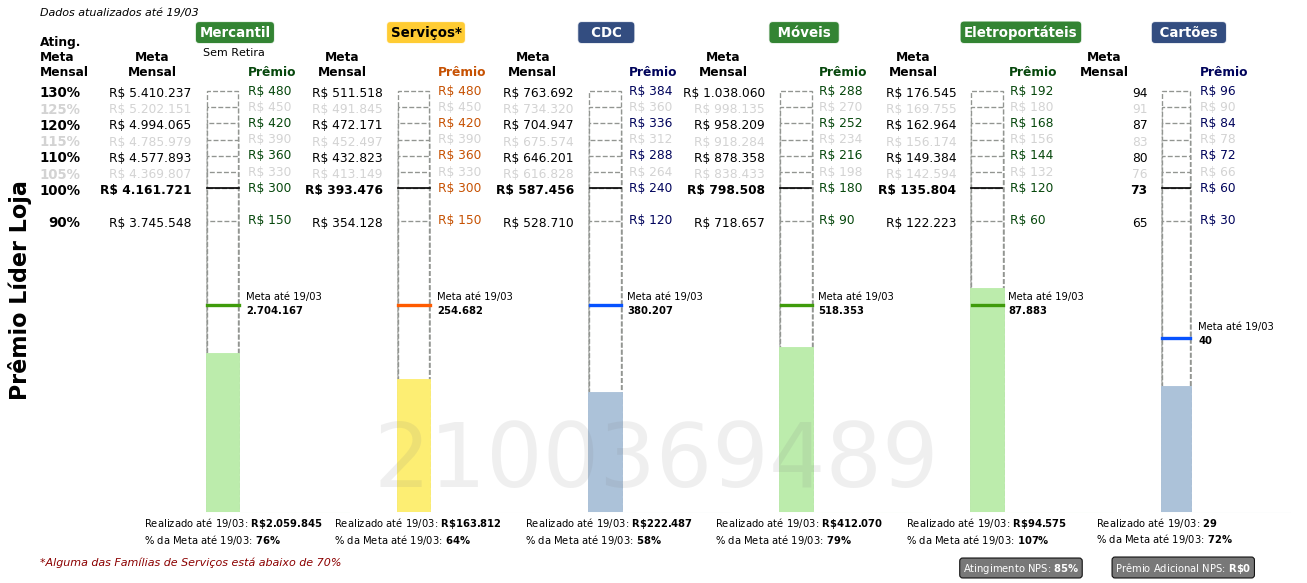 Dados atualizados até 19/03
Mercantil Serviços* CDC Móveis Eletroportáteis Cartões
Sem Retira
Ating. Meta Mensal Meta Mensal Prêmio Meta Mensal Prêmio Meta Mensal Prêmio Meta Mensal Prêmio Meta Mensal Prêmio Meta Mensal Prêmio
130% R$ 5.410.237 R$ 480 R$ 511.518 R$ 480 R$ 763.692 R$ 384 R$ 1.038.060 R$ 288 R$ 176.545 R$ 192 94 R$ 96
125% R$ 5.202.151 R$ 450 R$ 491.845 R$ 450 R$ 734.320 R$ 360 R$ 998.135 R$ 270 R$ 169.755 R$ 180 91 R$ 90
120% R$ 4.994.065 R$ 420 R$ 472.171 R$ 420 R$ 704.947 R$ 336 R$ 958.209 R$ 252 R$ 162.964 R$ 168 87 R$ 84
115% R$ 4.785.979 R$ 390 R$ 452.497 R$ 390 R$ 675.574 R$ 312 R$ 918.284 R$ 234 R$ 156.174 R$ 156 83 R$ 78
110% R$ 4.577.893 R$ 360 R$ 432.823 R$ 360 R$ 646.201 R$ 288 R$ 878.358 R$ 216 R$ 149.384 R$ 144 80 R$ 72
105% R$ 4.369.807 R$ 330 R$ 413.149 R$ 330 R$ 616.828 R$ 264 R$ 838.433 R$ 198 R$ 142.594 R$ 132 76 R$ 66
100% R$ 4.161.721 R$ 300 R$ 393.476 R$ 300 R$ 587.456 R$ 240 R$ 798.508 R$ 180 R$ 135.804 R$ 120 73 R$ 60
90% R$ 3.745.548 R$ 150 R$ 354.128 R$ 150 R$ 528.710 R$ 120 R$ 718.657 R$ 90 R$ 122.223 R$ 60 65 R$ 30
Prêmio Líder Loja
Meta até 19/03 Meta até 19/03 Meta até 19/03 Meta até 19/03 Meta até 19/03
2.704.167 254.682 380.207 518.353 87.883
Meta até 19/03
40
21003369489
Realizado até 19/03: R$2.059.845 Realizado até 19/03: R$163.812 Realizado até 19/03: R$222.487 Realizado até 19/03: R$412.070 Realizado até 19/03: R$94.575 Realizado até 19/03: 29
% da Meta até 19/03: 76% % da Meta até 19/03: 64% % da Meta até 19/03: 58% % da Meta até 19/03: 79% % da Meta até 19/03: 107% % da Meta até 19/03: 72%
*Alguma das Famílias de Serviços está abaixo de 70%
Atingimento NPS: 85% Prêmio Adicional NPS: R$0